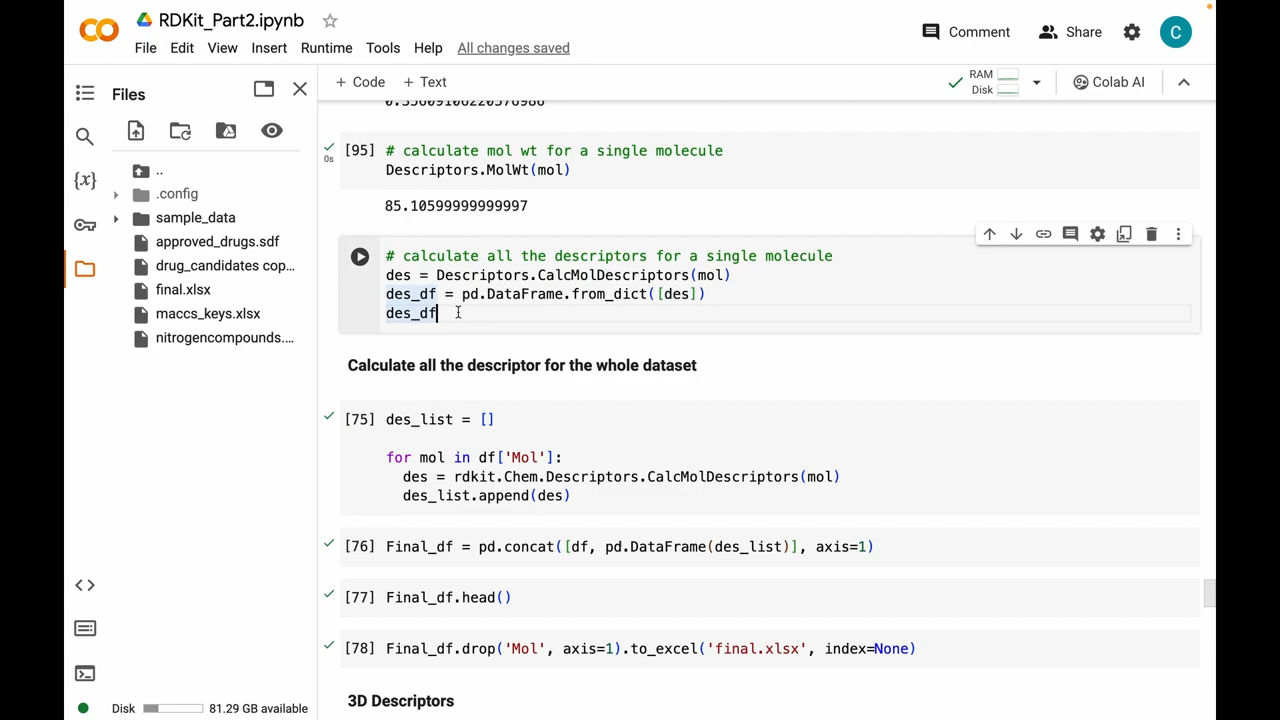 RDKit_Part2.ipynb
File Edit View Insert Runtime Tools Help All changes saved
Comment Share C
Files
+ Code + Text
RAM
Disk
Colab AI
..
.config
sample_data
approved_drugs.sdf
drug_candidates cop...
final.xlsx
maccs_keys.xlsx
nitrogencompounds....
{x}
Disk 81.29 GB available
[95] # calculate mol wt for a single molecule
0s
Descriptors.MolWt(mol)
85.10599999999997
# calculate all the descriptors for a single molecule
des = Descriptors.CalcMolDescriptors(mol)
des_df = pd.DataFrame.from_dict([des])
des_df
Calculate all the descriptor for the whole dataset
[75] des_list = []
for mol in df['Mol']:
des = rdkit.Chem.Descriptors.CalcMolDescriptors(mol)
des_list.append(des)
[76] Final_df = pd.concat([df, pd.DataFrame(des_list)], axis=1)
[77] Final_df.head()
[78] Final_df.drop('Mol', axis=1).to_excel('final.xlsx', index=None)
3D Descriptors